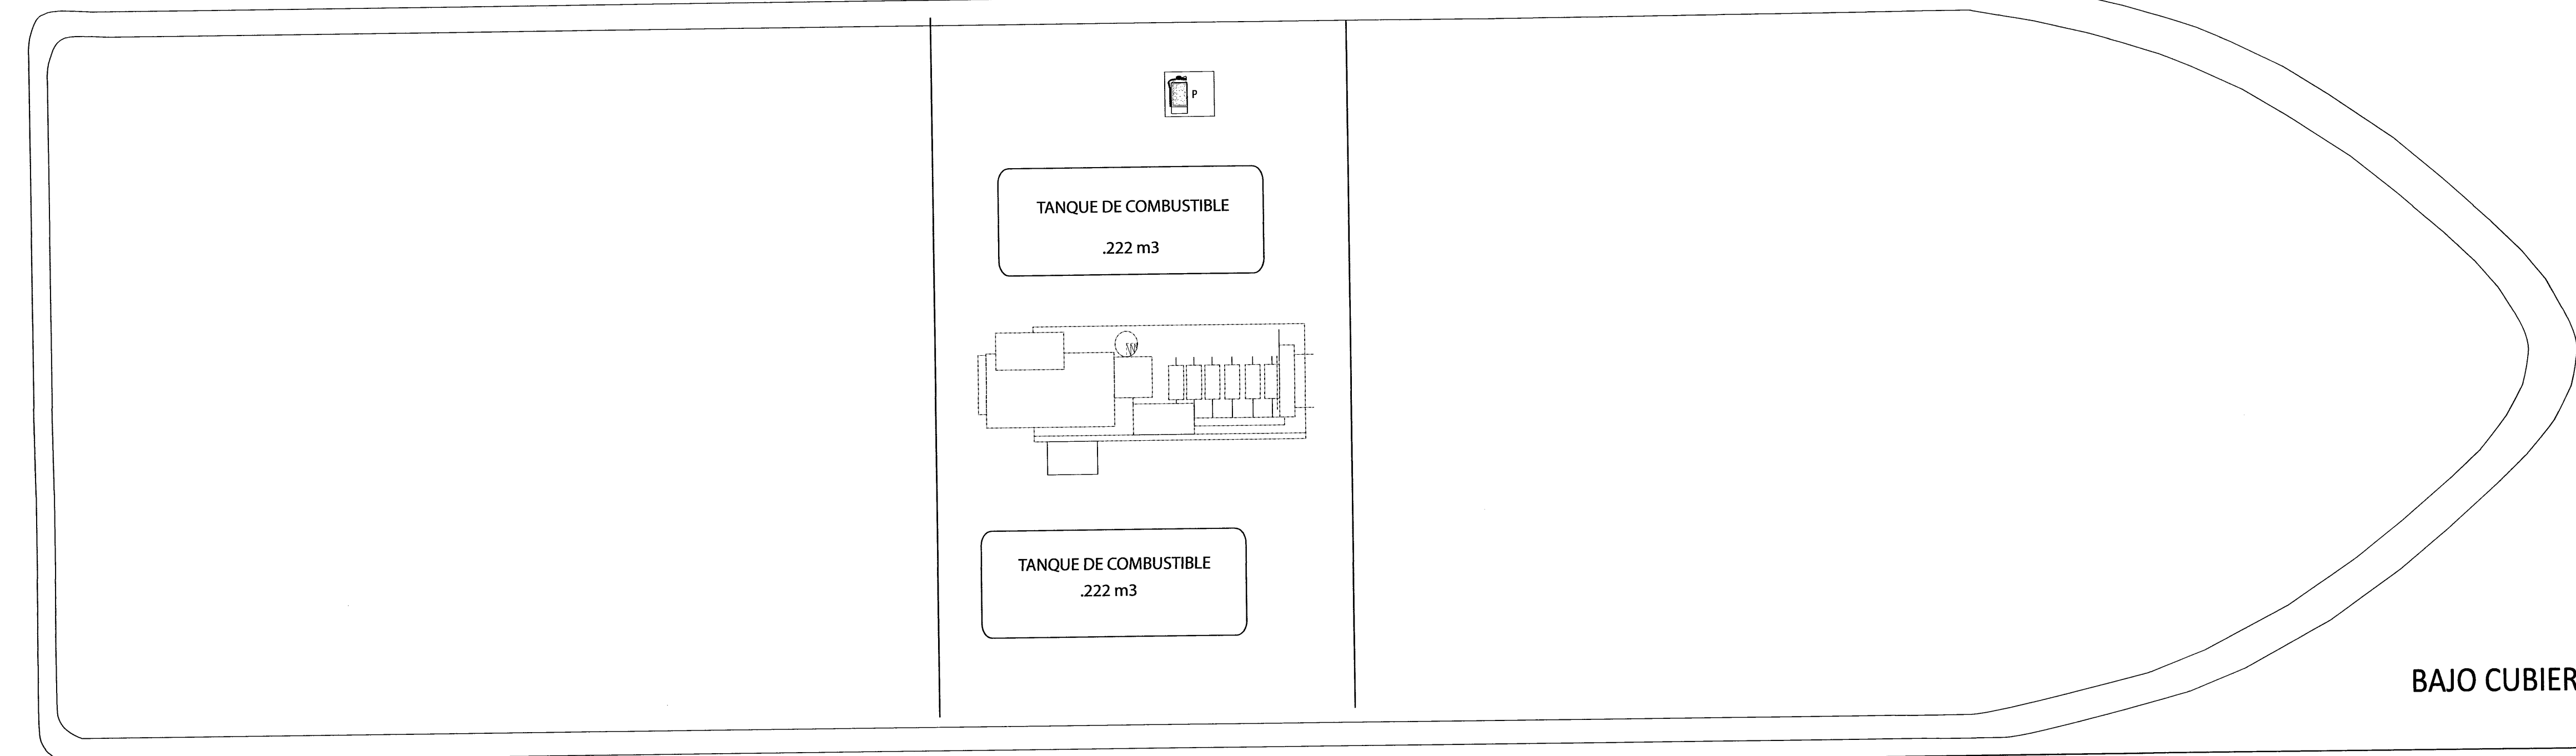 P
TANQUE DE COMBUSTIBLE
.222 m3
TANQUE DE COMBUSTIBLE
.222 m3
BAJO CUBIER